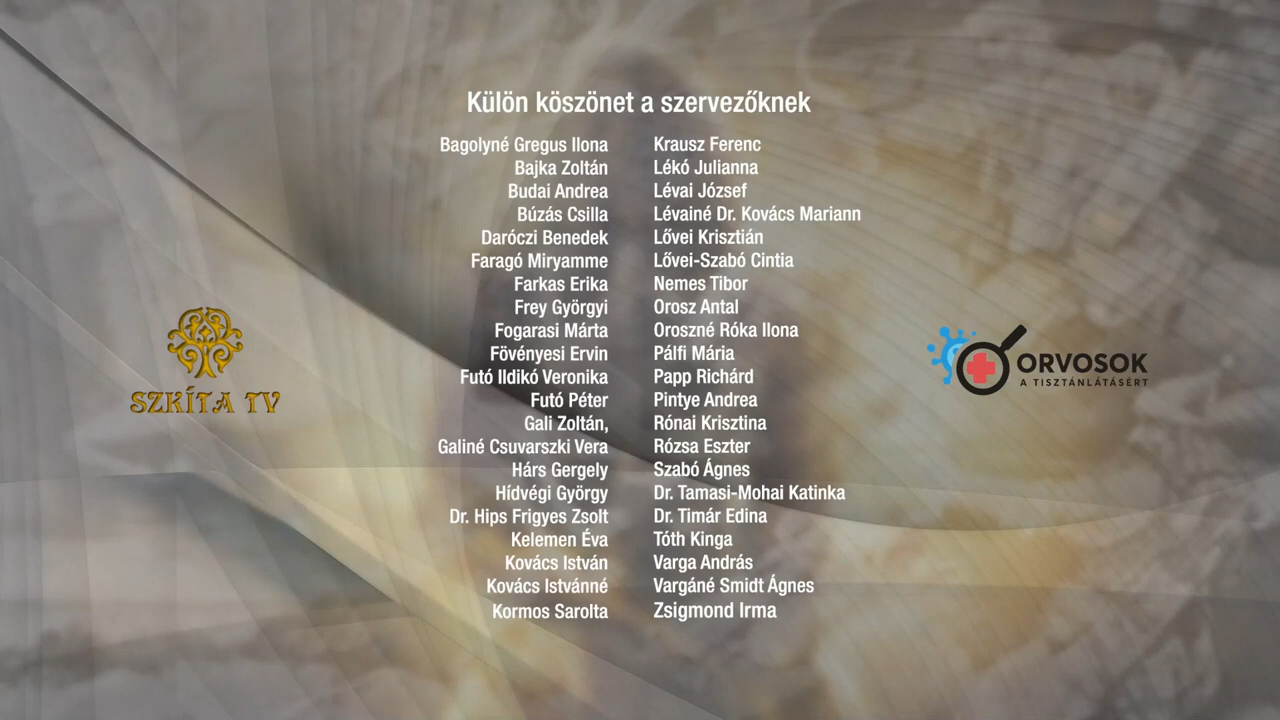 Külön köszönet a szervezőknek
Bagolyné Gregus Ilona
Bajka Zoltán
Budai Andrea
Búzás Csilla
Daróczi Benedek
Faragó Miryamme
Farkas Erika
Frey Györgyi
Fogarasi Márta
Fövényesi Ervin
Futó Ildikó Veronika
Futó Péter
Gali Zoltán,
Galiné Csuvarszki Vera
Hárs Gergely
Hídvégi György
Dr. Hips Frigyes Zsolt
Kelemen Éva
Kovács István
Kovács Istvánné
Kormos Sarolta
Krausz Ferenc
Lékó Julianna
Lévai József
Lévainé Dr. Kovács Mariann
Lővei Krisztián
Lővei-Szabó Cintia
Nemes Tibor
Orosz Antal
Oroszné Róka Ilona
Pálfi Mária
Papp Richárd
Pintye Andrea
Rónai Krisztina
Rózsa Eszter
Szabó Ágnes
Dr. Tamasi-Mohai Katinka
Dr. Timár Edina
Tóth Kinga
Varga András
Vargáné Smidt Ágnes
Zsigmond Irma
SZKÍTA TV
ORVOSOK
A TISZTÁNLÁTÁSÉRT